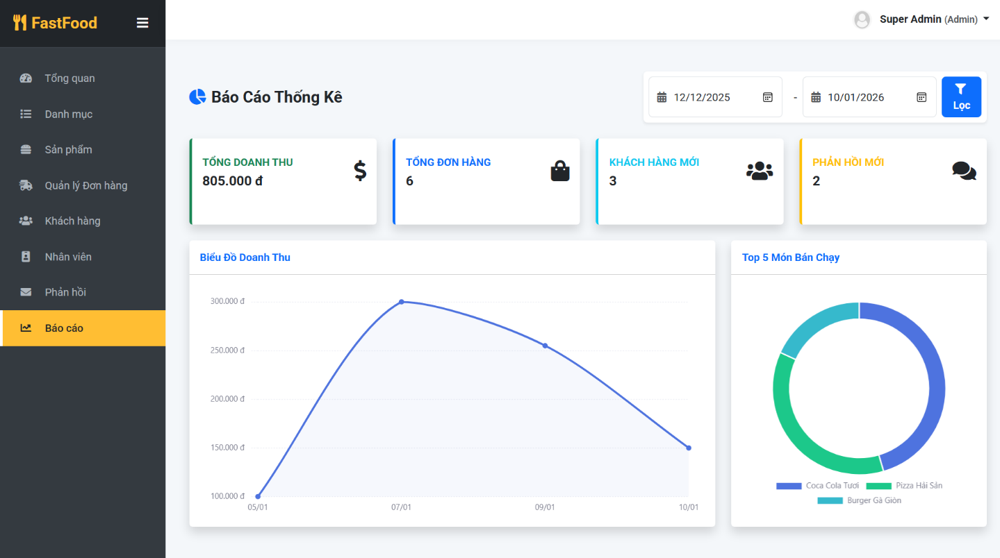 FastFood
Super Admin (Admin)
Tổng quan
Danh mục
Sản phẩm
Quản lý Đơn hàng
Khách hàng
Nhân viên
Phản hồi
Báo cáo
Báo Cáo Thống Kê
12/12/2025 - 10/01/2026
Lọc
TỔNG DOANH THU
805.000 đ
TỔNG ĐƠN HÀNG
6
KHÁCH HÀNG MỚI
3
PHẢN HỒI MỚI
2
Biểu Đồ Doanh Thu
300.000 đ
250.000 đ
200.000 đ
150.000 đ
100.000 đ
05/01 07/01 09/01 10/01
Top 5 Món Bán Chạy
Coca Cola Tươi Pizza Hải Sản
Burger Gà Giòn